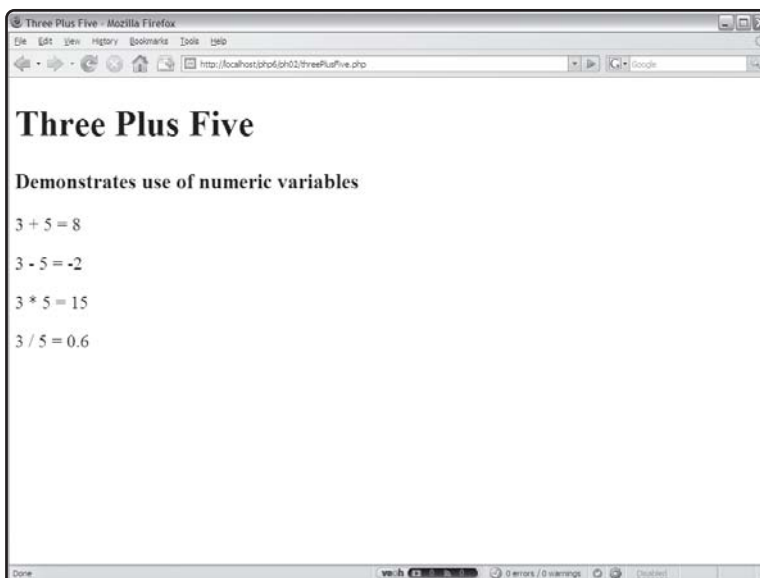 Three Plus Five - Mozilla Firefox
File Edit View History Bookmarks Tools Help
http://localhost/php6/ph02/threePlusFive.php
Google
Three Plus Five
Demonstrates use of numeric variables
3 + 5 = 8
3 - 5 = -2
3 * 5 = 15
3 / 5 = 0.6
Done
veoh
0 errors / 0 warnings
Disabled